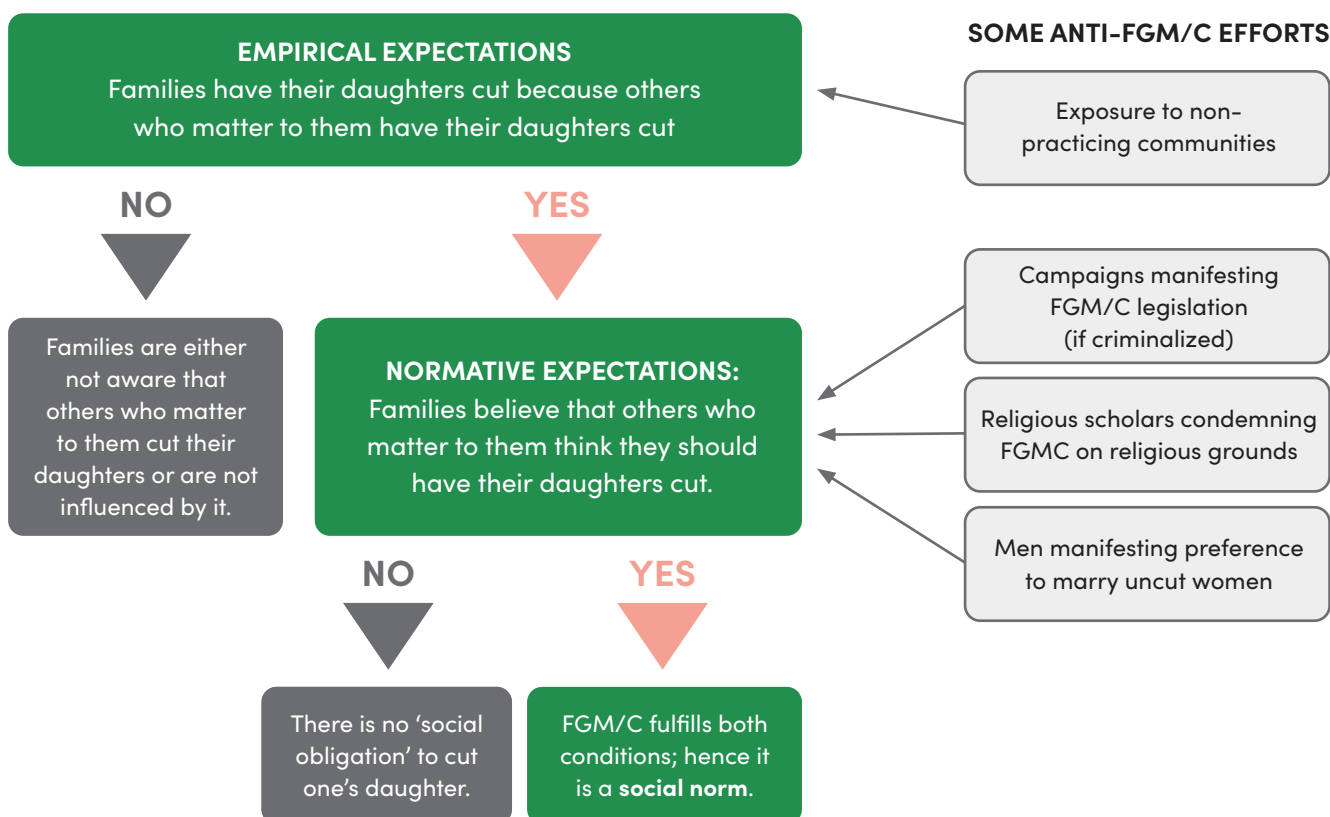 EMPIRICAL EXPECTATIONS
Families have their daughters cut because others
who matter to them have their daughters cut
SOME ANTI-FGM/C EFFORTS
Exposure to non-
practicing communities
NO
YES
Families are either
not aware that
others who matter
to them cut their
daughters or are not
influenced by it.
NORMATIVE EXPECTATIONS:
Families believe that others who
matter to them think they should
have their daughters cut.
Campaigns manifesting
FGM/C legislation
(if criminalized)
Religious scholars condemning
FGMC on religious grounds
Men manifesting preference
to marry uncut women
NO
YES
There is no ‘social
obligation’ to cut
one’s daughter.
FGM/C fulfills both
conditions; hence it
is a social norm.